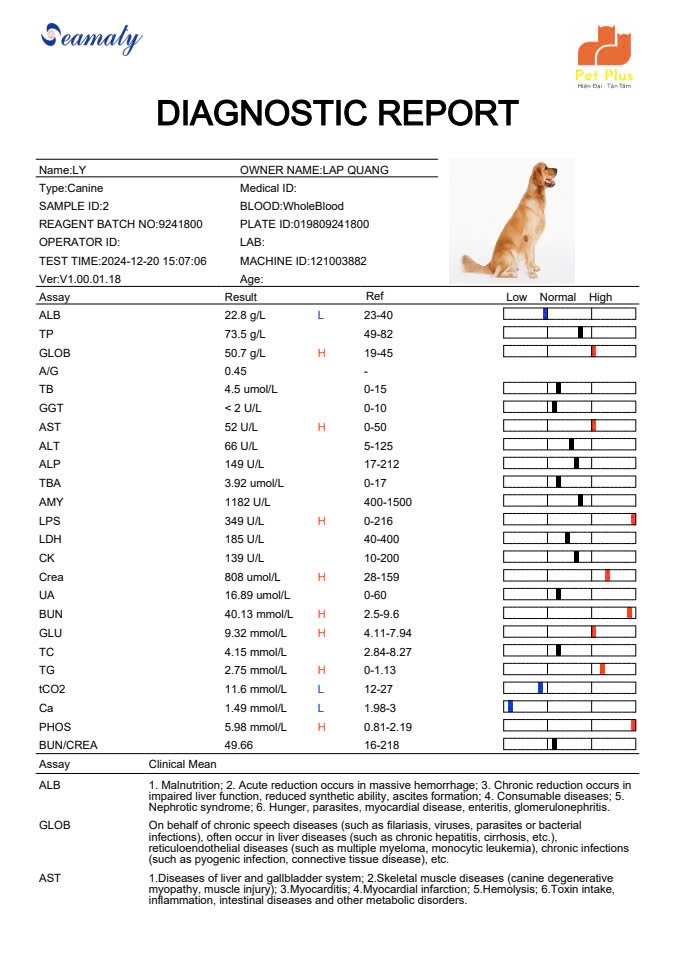 Seamaty
Pet Plus
Hiện Đại - Tận Tâm
DIAGNOSTIC REPORT
Name:LY OWNER NAME:LAP QUANG
Type:Canine Medical ID:
SAMPLE ID:2 BLOOD:WholeBlood
REAGENT BATCH NO:9241800 PLATE ID:019809241800
OPERATOR ID: LAB:
TEST TIME:2024-12-20 15:07:06 MACHINE ID:121003882
Ver:V1.00.01.18 Age:
Assay Result Ref Low Normal High
ALB 22.8 g/L L 23-40
TP 73.5 g/L 49-82
GLOB 50.7 g/L H 19-45
A/G 0.45 -
TB 4.5 umol/L 0-15
GGT < 2 U/L 0-10
AST 52 U/L H 0-50
ALT 66 U/L 5-125
ALP 149 U/L 17-212
TBA 3.92 umol/L 0-17
AMY 1182 U/L 400-1500
LPS 349 U/L H 0-216
LDH 185 U/L 40-400
CK 139 U/L 10-200
Crea 808 umol/L H 28-159
UA 16.89 umol/L 0-60
BUN 40.13 mmol/L H 2.5-9.6
GLU 9.32 mmol/L H 4.11-7.94
TC 4.15 mmol/L 2.84-8.27
TG 2.75 mmol/L H 0-1.13
tCO2 11.6 mmol/L L 12-27
Ca 1.49 mmol/L L 1.98-3
PHOS 5.98 mmol/L H 0.81-2.19
BUN/CREA 49.66 16-218
Assay Clinical Mean
ALB 1. Malnutrition; 2. Acute reduction occurs in massive hemorrhage; 3. Chronic reduction occurs in
impaired liver function, reduced synthetic ability, ascites formation; 4. Consumable diseases; 5.
Nephrotic syndrome; 6. Hunger, parasites, myocardial disease, enteritis, glomerulonephritis.
GLOB On behalf of chronic speech diseases (such as filariasis, viruses, parasites or bacterial
infections), often occur in liver diseases (such as chronic hepatitis, cirrhosis, etc.),
reticuloendothelial diseases (such as multiple myeloma, monocytic leukemia), chronic infections
(such as pyogenic infection, connective tissue disease), etc.
AST 1.Diseases of liver and gallbladder system; 2.Skeletal muscle diseases (canine degenerative
myopathy, muscle injury); 3.Myocarditis; 4.Myocardial infarction; 5.Hemolysis; 6.Toxin intake,
inflammation, intestinal diseases and other metabolic disorders.